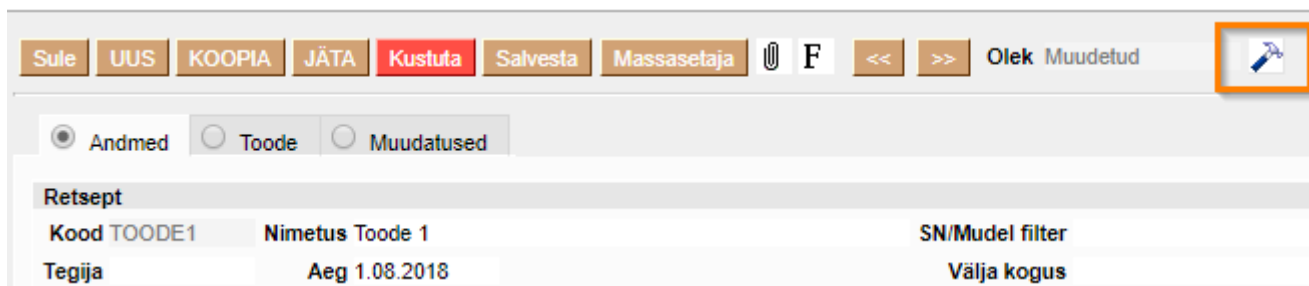 Sule UUS KOOPIA JÄTA Kustuta Salvesta Massasetaja F << >> Olek Muudetud
Andmed Toode Muudatused
Retsept
Kood TOODE1 Nimetus Toode 1 SN/Mudel filter
Tegija Aeg 1.08.2018 Välja kogus